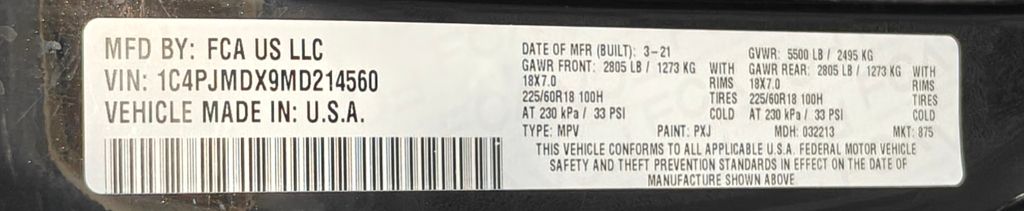 MFD BY: FCA US LLC
VIN: 1C4PJMDX9MD214560
VEHICLE MADE IN: U.S.A.
DATE OF MFR (BUILT): 3-21 GVWR: 5500 LB / 2495 KG
GAWR FRONT: 2805 LB / 1273 KG WITH GAWR REAR: 2805 LB / 1273 KG WITH
18X7.0 RIMS 18X7.0 RIMS
225/60R18 100H TIRES 225/60R18 100H TIRES
AT 230 kPa / 33 PSI COLD AT 230 kPa / 33 PSI COLD
TYPE: MPV PAINT: PXJ MDH: 032213 MKT: 875
THIS VEHICLE CONFORMS TO ALL APPLICABLE U.S.A. FEDERAL MOTOR VEHICLE
SAFETY AND THEFT PREVENTION STANDARDS IN EFFECT ON THE DATE OF
MANUFACTURE SHOWN ABOVE